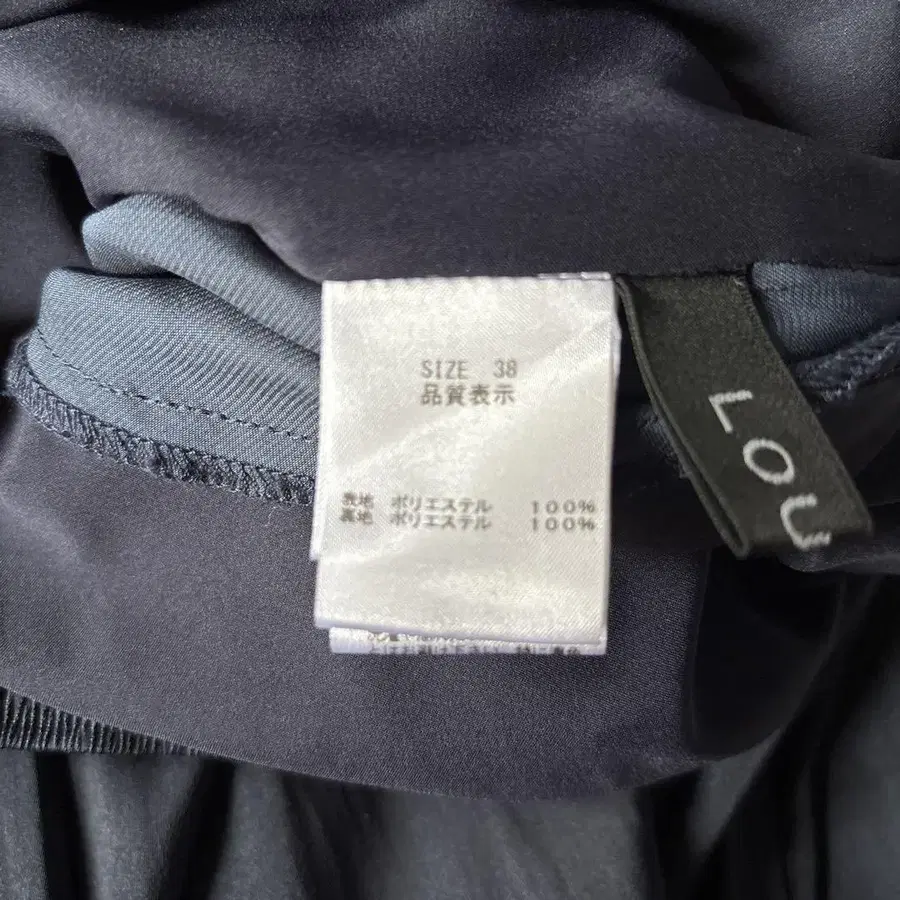 SIZE 38
品質表示
表地 ポリエステル 100%
裏地 ポリエステル 100%
LOU